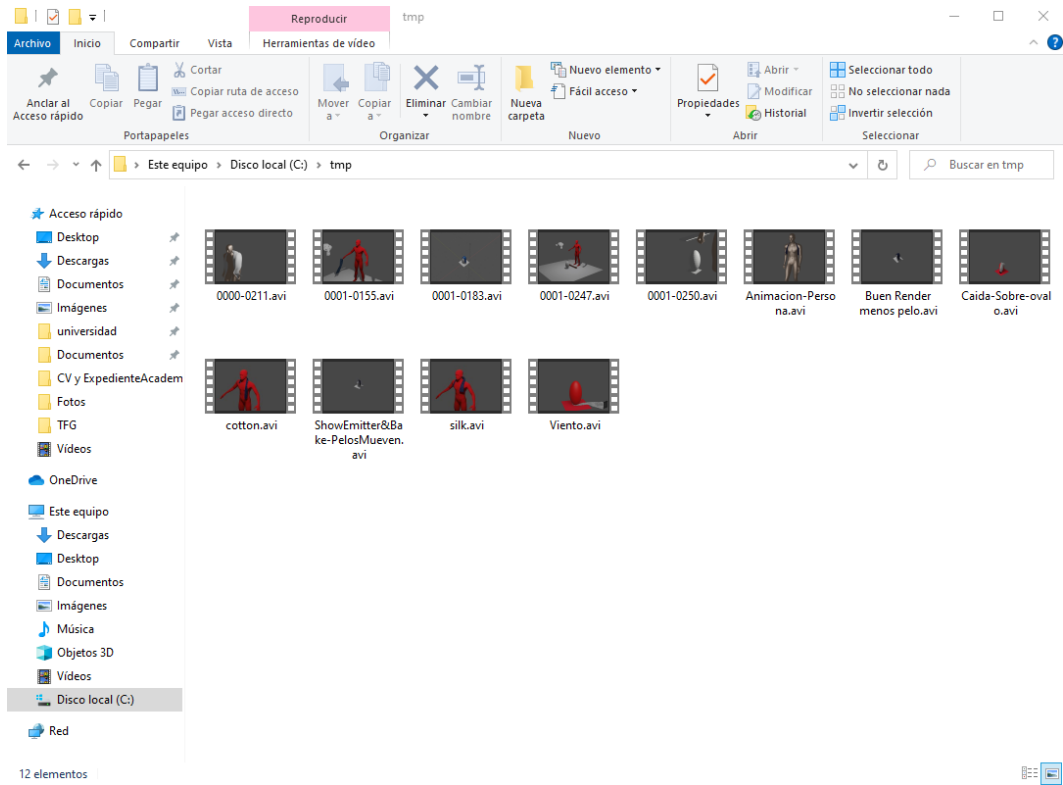 Reproducir
tmp
Archivo
Inicio
Compartir
Vista
Herramientas de vídeo
?
Anclar al
Acceso rápido
Copiar
Pegar
Cortar
Copiar ruta de acceso
Pegar acceso directo
Portapapeles
Mover
a
Copiar
a
Eliminar
Cambiar
nombre
Organizar
Nueva
carpeta
Nuevo elemento
Fácil acceso
Nuevo
Propiedades
Abrir
Modificar
Historial
Abrir
Seleccionar todo
No seleccionar nada
Invertir selección
Seleccionar
Este equipo > Disco local (C:) > tmp
Buscar en tmp
Acceso rápido
Desktop
Descargas
Documentos
Imágenes
universidad
Documentos
CV y ExpedienteAcadem
Fotos
TFG
Vídeos
OneDrive
Este equipo
Descargas
Desktop
Documentos
Imágenes
Música
Objetos 3D
Vídeos
Disco local (C:)
Red
0000-0211.avi
0001-0155.avi
0001-0183.avi
0001-0247.avi
0001-0250.avi
Animacion-Perso
na.avi
Buen Render
menos pelo.avi
Caida-Sobre-oval
o.avi
cotton.avi
ShowEmitter&Ba
ke-PelosMueven.
avi
silk.avi
Viento.avi
12 elementos